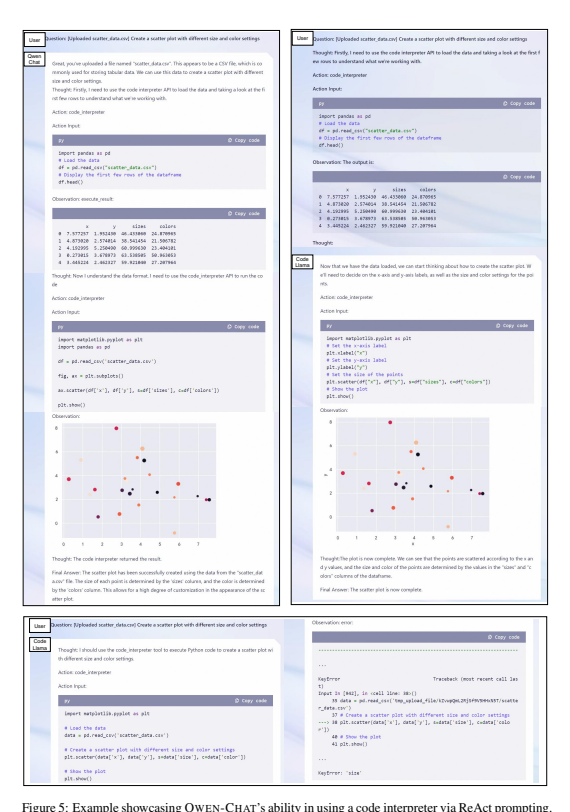 User
Question: [Uploaded scatter_data.csv] Create a scatter plot with different size and color settings
Qwen
Chat
Great, you've uploaded a file named "scatter_data.csv". This appears to be a CSV file, which is co
mmonly used for storing tabular data. We can use this data to create a scatter plot with different
size and color settings.
Thought: Firstly, I need to use the code interpreter API to load the data and taking a look at the fi
rst few rows to understand what we're working with.
Action: code_interpreter
Action Input:
py
Copy code
import pandas as pd
# Load the data
df = pd.read_csv("scatter_data.csv")
# Display the first few rows of the dataframe
df.head()
Observation: execute_result:
x y sizes colors
0 7.577257 1.952430 46.433060 24.870965
1 4.873020 2.574014 38.541454 21.506782
2 4.192995 5.250490 60.999630 23.404101
3 0.273015 3.678973 63.538505 50.963053
4 3.445224 2.462327 59.921040 27.207964
Thought: Now I understand the data format, I need to use the code_interpreter API to run the co
de
Action: code_interpreter
Action Input:
py
Copy code
import matplotlib.pyplot as plt
import pandas as pd
df = pd.read_csv('scatter_data.csv')
fig, ax = plt.subplots()
ax.scatter(df['x'], df['y'], s=df['sizes'], c=df['colors'])
plt.show()
Observation:
8
6
4
2
0
0 1 2 3 4 5 6 7
Thought: The code interpreter returned the result.
Final Answer: The scatter plot has been successfully created using the data from the "scatter_dat
a.csv" file. The size of each point is determined by the 'sizes' column, and the color is determined
by the 'colors' column. This allows for a high degree of customization in the appearance of the sc
atter plot.
User
Question: [Uploaded scatter_data.csv] Create a scatter plot with different size and color settings
Thought: Firstly, I need to use the code interpreter API to load the data and taking a look at the first f
ew rows to understand what we're working with.
Action: code_interpreter
Action Input:
py
Copy code
import pandas as pd
# Load the data
df = pd.read_csv("scatter_data.csv")
# Display the first few rows of the dataframe
df.head()
Observation: The output is:
x y sizes colors
0 7.577257 1.952430 46.433060 24.870965
1 4.873020 2.574014 38.541454 21.506782
2 4.192995 5.250490 60.999630 23.404101
3 0.273015 3.678973 63.538505 50.963053
4 3.445224 2.462327 59.921040 27.207964
Thought:
Code
Llama
Now that we have the data loaded, we can start thinking about how to create the scatter plot. W
e'll need to decide on the x-axis and y-axis labels, as well as the size and color settings for the poi
nts.
Action: code_interpreter
Action Input:
py
Copy code
import matplotlib.pyplot as plt
# Set the x-axis label
plt.xlabel("x")
# Set the y-axis label
plt.ylabel("y")
# Set the size of the points
plt.scatter(df["x"], df["y"], s=df["sizes"], c=df["colors"])
# Show the plot
plt.show()
Observation:
8
6
4
2
0
y
0 1 2 3 4 5 6 7
x
Thought:The plot is now complete. We can see that the points are scattered according to the x an
d y values, and the size and color of the points are determined by the values in the "sizes" and "c
olors" columns of the dataframe.
Final Answer: The scatter plot is now complete.
User
Question: [Uploaded scatter_data.csv] Create a scatter plot with different size and color settings
Code
Llama
Thought: I should use the code_interpreter tool to execute Python code to create a scatter plot wi
th different size and color settings.
Action: code_interpreter
Action Input:
py
Copy code
import matplotlib.pyplot as plt
# Load the data
data = pd.read_csv('scatter_data.csv')
# Create a scatter plot with different size and color settings
plt.scatter(data['x'], data['y'], s=data['size'], c=data['color'])
# Show the plot
plt.show()
Observation: error:
Copy code
---------------------------------------------------------------------------
...
KeyError Traceback (most recent call las
t)
Input In [942], in <cell line: 38>()
35 data = pd.read_csv('tmp_upload_file/
r_data.csv')
37 # Create a scatter plot with different size and color settings
---> 38 plt.scatter(data['x'], data['y'], s=data['size'], c=data['colo
r'])
40 # Show the plot
41 plt.show()
...
KeyError: 'size'
Figure 5: Example showcasing QWEN-CHAT's ability in using a code interpreter via ReAct prompting.